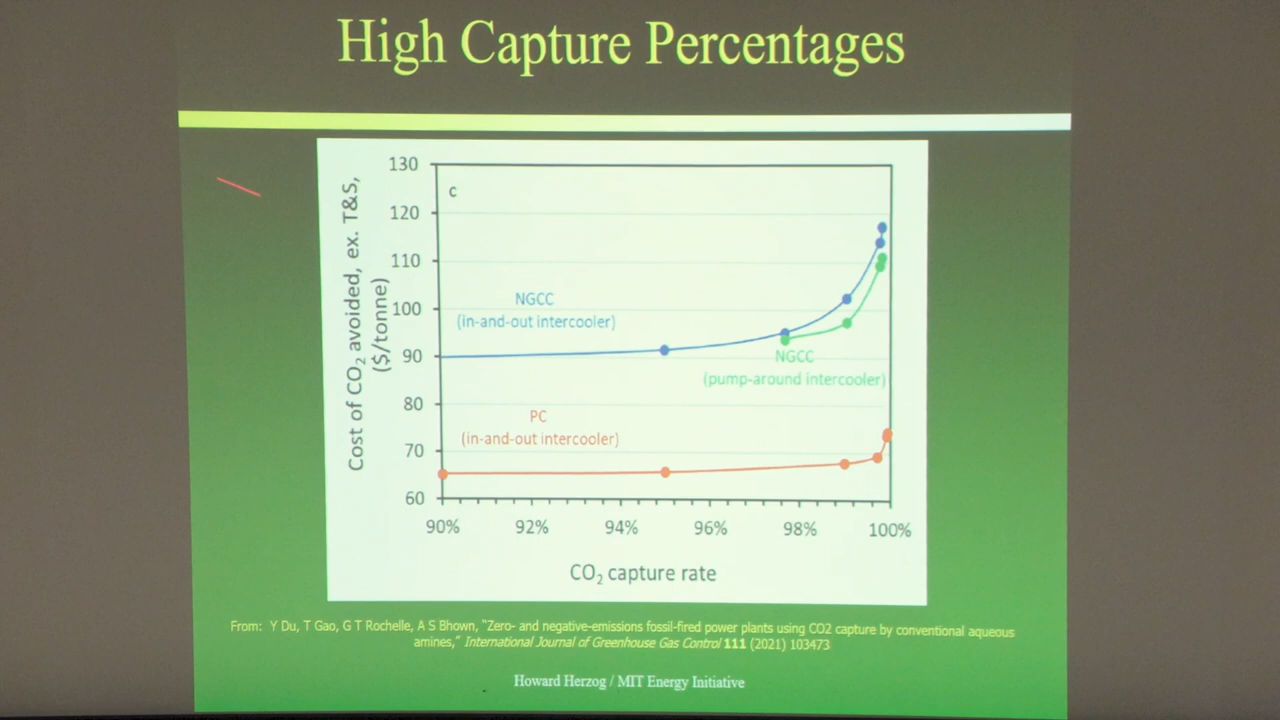 High Capture Percentages
Cost of CO₂ avoided, ex. T&S,
($/tonne)
130
120
110
100
90
80
70
60
c
NGCC
(in-and-out intercooler)
NGCC
(pump-around intercooler)
PC
(in-and-out intercooler)
90% 92% 94% 96% 98% 100%
CO₂ capture rate
From: Y Du, T Gao, G T Rochelle, A S Bhown, "Zero- and negative-emissions fossil-fired power plants using CO2 capture by conventional aqueous
amines," International Journal of Greenhouse Gas Control 111 (2021) 103473
Howard Herzog / MIT Energy Initiative